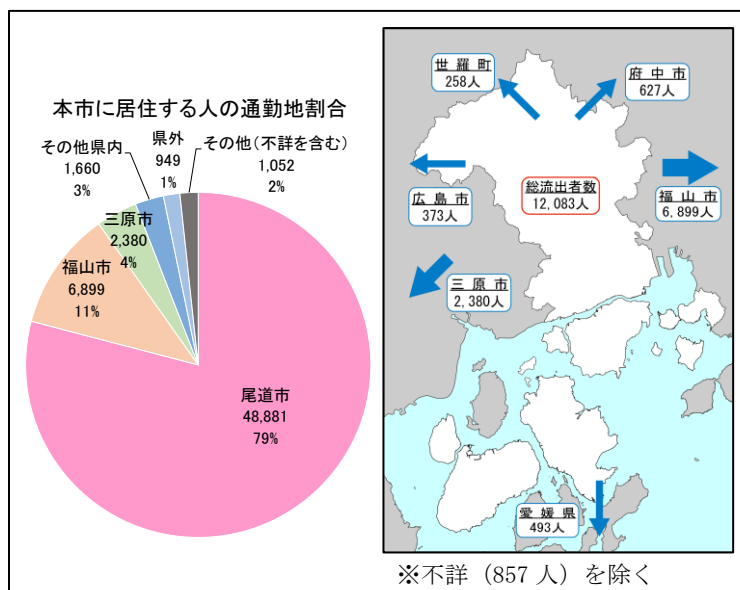 本市に居住する人の通勤地割合
その他県内
1,660
3%
県外
949
1%
その他(不詳を含む)
1,052
2%
三原市
2,380
4%
福山市
6,899
11%
尾道市
48,881
79%
世羅町
258人
府中市
627人
広島市
373人
総流出者数
12,083人
福山市
6,899人
三原市
2,380人
愛媛県
493人
※不詳（857人）を除く